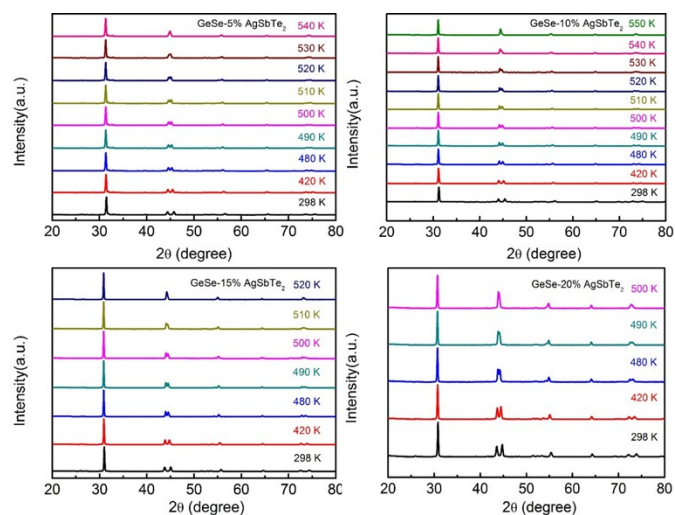 GeSe-5% AgSbTe2 540 K
530 K
520 K
510 K
500 K
490 K
480 K
420 K
298 K
Intensity(a.u.)
20 30 40 50 60 70 80
2θ (degree)
GeSe-10% AgSbTe2 550 K
540 K
530 K
520 K
510 K
500 K
490 K
480 K
420 K
298 K
Intensity(a.u.)
20 30 40 50 60 70 80
2θ (degree)
GeSe-15% AgSbTe2 520 K
510 K
500 K
490 K
480 K
420 K
298 K
Intensity(a.u.)
20 30 40 50 60 70 80
2θ (degree)
GeSe-20% AgSbTe2 500 K
490 K
480 K
420 K
298 K
Intensity(a.u.)
20 30 40 50 60 70 80
2θ (degree)